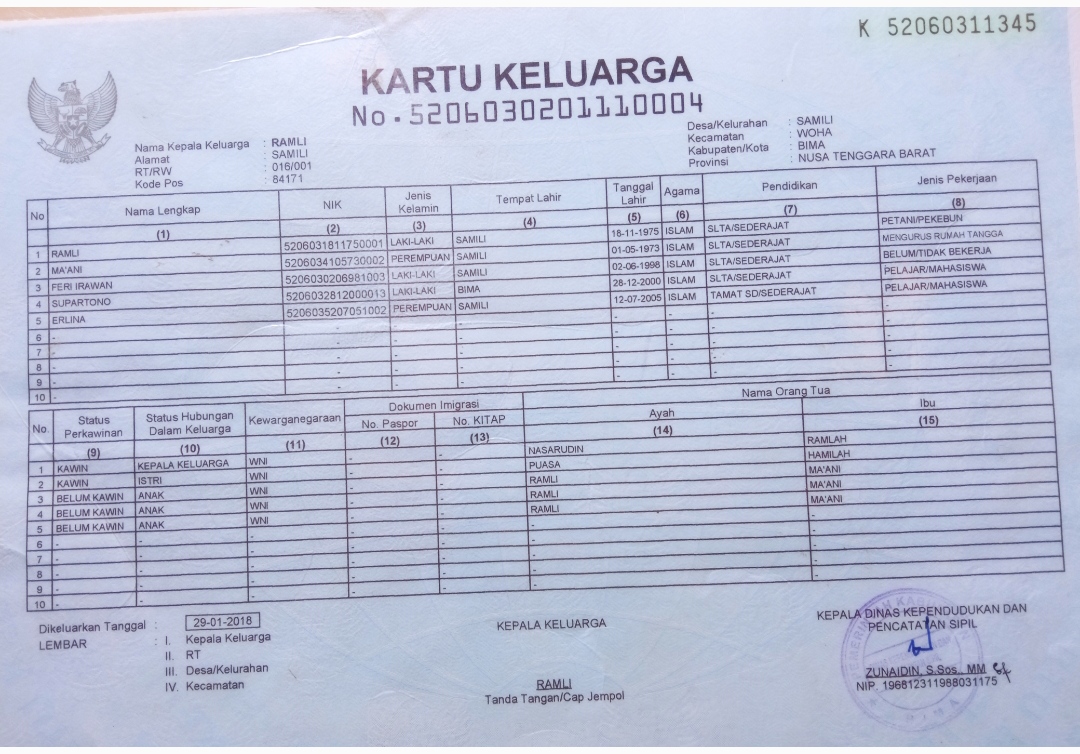 K 52060311345
KARTU KELUARGA
No.5206030201110004
Nama Kepala Keluarga : RAMLI
Alamat : SAMILI
RT/RW : 016/001
Kode Pos : 84171
Desa/Kelurahan : SAMILI
Kecamatan : WOHA
Kabupaten/Kota : BIMA
Provinsi : NUSA TENGGARA BARAT
No Nama Lengkap NIK Jenis Kelamin Tempat Lahir Tanggal Lahir Agama Pendidikan Jenis Pekerjaan
(1) (2) (3) (4) (5) (6) (7) (8)
1 RAMLI 5206031811750001 LAKI-LAKI SAMILI 18-11-1975 ISLAM SLTA/SEDERAJAT PETANI/PEKEBUN
2 MA'ANI 5206034105730002 PEREMPUAN SAMILI 01-05-1973 ISLAM SLTA/SEDERAJAT MENGURUS RUMAH TANGGA
3 FERI IRAWAN 5206030206981003 LAKI-LAKI SAMILI 02-06-1998 ISLAM SLTA/SEDERAJAT BELUM/TIDAK BEKERJA
4 SUPARTONO 5206032812000013 LAKI-LAKI BIMA 28-12-2000 ISLAM SLTA/SEDERAJAT PELAJAR/MAHASISWA
5 ERLINA 5206035207051002 PEREMPUAN SAMILI 12-07-2005 ISLAM TAMAT SD/SEDERAJAT PELAJAR/MAHASISWA
6 - - - - - - - -
7 - - - - - - - -
8 - - - - - - - -
9 - - - - - - - -
10 - - - - - - - -
No. Status Perkawinan Status Hubungan Dalam Keluarga Kewarganegaraan Dokumen Imigrasi Nama Orang Tua
No. Paspor No. KITAP Ayah Ibu
(9) (10) (11) (12) (13) (14) (15)
1 KAWIN KEPALA KELUARGA WNI - - NASARUDIN RAMLAH
2 KAWIN ISTRI WNI - - PUASA HAMILAH
3 BELUM KAWIN ANAK WNI - - RAMLI MA'ANI
4 BELUM KAWIN ANAK WNI - - RAMLI MA'ANI
5 BELUM KAWIN ANAK WNI - - RAMLI MA'ANI
6 - - - - - - -
7 - - - - - - -
8 - - - - - - -
9 - - - - - - -
10 - - - - - - -
Dikeluarkan Tanggal : 29-01-2018
LEMBAR : I. Kepala Keluarga
II. RT
III. Desa/Kelurahan
IV. Kecamatan
KEPALA KELUARGA
RAMLI
Tanda Tangan/Cap Jempol
KEPALA DINAS KEPENDUDUKAN DAN
PENCATATAN SIPIL
ZUNAIDIN, S.Sos., MM
NIP. 196812311988031175